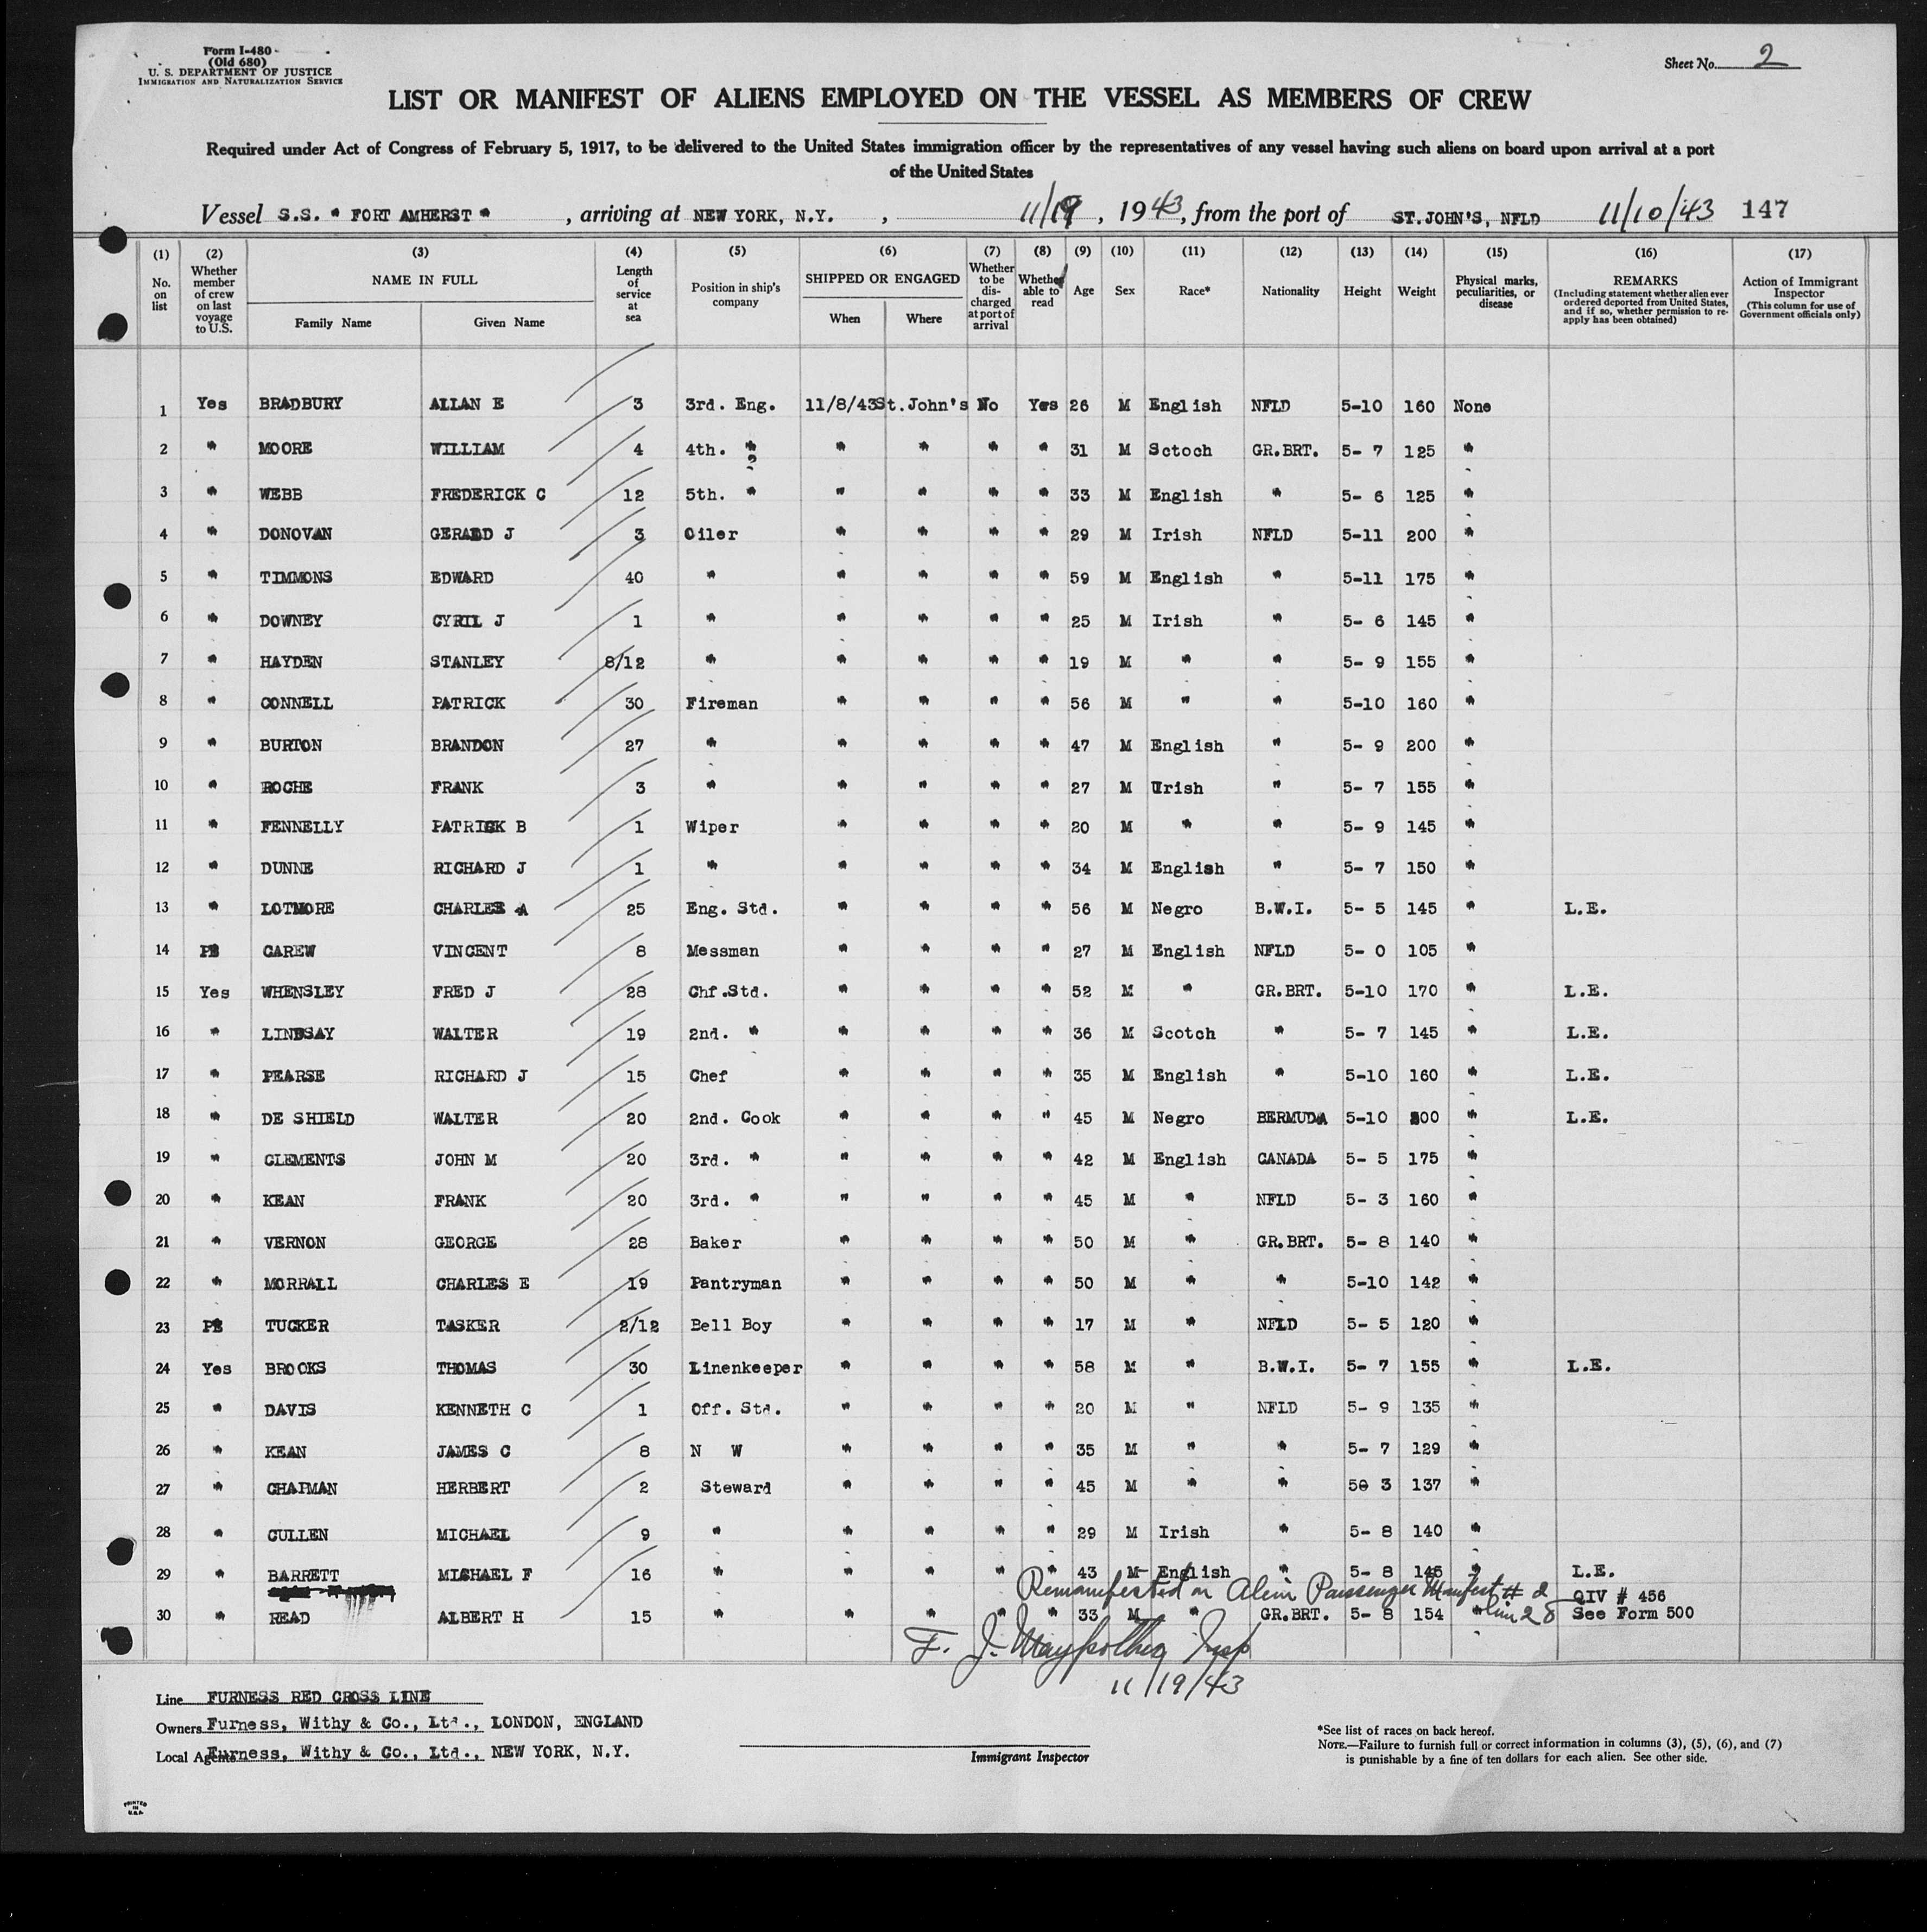 Form I-480
(Old 680)
U. S. DEPARTMENT OF JUSTICE
IMMIGRATION AND NATURALIZATION SERVICE
Sheet No. 2
LIST OR MANIFEST OF ALIENS EMPLOYED ON THE VESSEL AS MEMBERS OF CREW
Required under Act of Congress of February 5, 1917, to be delivered to the United States immigration officer by the representatives of any vessel having such aliens on board upon arrival at a port
of the United States
Vessel S.S. " FORT AMHERST " , arriving at NEW YORK, N.Y. , 11/19 , 1943, from the port of ST.JOHN'S, NFLD 11/10/43 147
(1) (2) (3) (4) (5) (6) (7) (8) (9) (10) (11) (12) (13) (14) (15) (16) (17)
No. on list Whether member of crew on last voyage to U.S. NAME IN FULL Family Name Given Name Length of service at sea Position in ship's company SHIPPED OR ENGAGED When Where Whether to be discharged at port of arrival Whether able to read Age Sex Race* Nationality Height Weight Physical marks, peculiarities, or disease REMARKS (Including statement whether alien ever ordered deported from United States, and if so, whether permission to reapply has been obtained) Action of Immigrant Inspector (This column for use of Government officials only)
1 Yes BRADBURY ALLAN E 3 3rd. Eng. 11/8/43 St.John's No Yes 26 M English NFLD 5-10 160 None
2 " MOORE WILLIAM 4 4th. " " " " " 31 M Sctoch GR.BRT. 5- 7 125 "
3 " WEBB FREDERICK C 12 5th. " " " " " 33 M English " 5- 6 125 "
4 " DONOVAN GERALD J 3 Oiler " " " " 29 M Irish NFLD 5-11 200 "
5 " TIMMONS EDWARD 40 " " " " " 59 M English " 5-11 175 "
6 " DOWNEY CYRIL J 1 " " " " " 25 M Irish " 5- 6 145 "
7 " HAYDEN STANLEY 8/12 " " " " " 19 M " " 5- 9 155 "
8 " CONNELL PATRICK 30 Fireman " " " " 56 M " " 5-10 160 "
9 " BURTON BRANDON 27 " " " " " 47 M English " 5- 9 200 "
10 " ROCHE FRANK 3 " " " " " 27 M Irish " 5- 7 155 "
11 " FENNELLY PATRICK B 1 Wiper " " " " 20 M " " 5- 9 145 "
12 " DUNNE RICHARD J 1 " " " " " 34 M English " 5- 7 150 "
13 " LOTMORE CHARLES A 25 Eng. Std. " " " " 56 M Negro B.W.I. 5- 5 145 " L.E.
14 CAREW VINCENT 8 Messman " " " " 27 M English NFLD 5- 0 105 "
15 Yes WHENSLEY FRED J 28 Chf.Std. " " " " 52 M " GR.BRT. 5-10 170 " L.E.
16 " LINDSAY WALTER 19 2nd. " " " " " 36 M Scotch " 5- 7 145 " L.E.
17 " PEARSE RICHARD J 15 Chef " " " " 35 M English " 5-10 160 " L.E.
18 " DE SHIELD WALTER 20 2nd. Cook " " " " 45 M Negro BERMUDA 5-10 200 " L.E.
19 " CLEMENTS JOHN M 20 3rd. " " " " " 42 M English CANADA 5- 5 175 "
20 " KEAN FRANK 20 3rd. " " " " " 45 M " NFLD 5- 3 160 "
21 " VERNON GEORGE 28 Baker " " " " 50 M " GR.BRT. 5- 8 140 "
22 " MORRALL CHARLES E 19 Pantryman " " " " 50 M " " 5-10 142 "
23 TUCKER TASKER 2/12 Bell Boy " " " " 17 M " NFLD 5- 5 120 "
24 Yes BROOKS THOMAS 30 Linenkeeper " " " " 58 M " B.W.I. 5- 7 155 " L.E.
25 " DAVIS KENNETH C 1 Off. Std. " " " " 20 M " NFLD 5- 9 135 "
26 " KEAN JAMES C 8 N W " " " " 35 M " " 5- 7 129 "
27 " CHAPMAN HERBERT 2 Steward " " " " 45 M " " 5 3 137 "
28 " CULLEN MICHAEL 9 " " " " " 29 M Irish " 5- 8 140 "
29 " BARRETT MICHAEL F 16 " " " " " 43 M English " 5- 8 145 " L.E.
Remanifested on Alien Passenger Manifest # 2 line 28 QIV # 456
30 " READ ALBERT H 15 " " " " " 33 M " GR.BRT. 5- 8 154 " See Form 500
F. J. Insp
11/19/43
Line FURNESS RED CROSS LINE
Owners Furness, Withy & Co., Ltd., LONDON, ENGLAND
Local Agents Furness, Withy & Co., Ltd., NEW YORK, N.Y.
Immigrant Inspector
*See list of races on back hereof.
NOTE.—Failure to furnish full or correct information in columns (3), (5), (6), and (7)
is punishable by a fine of ten dollars for each alien. See other side.
PRINTED
IN
U.S.A.